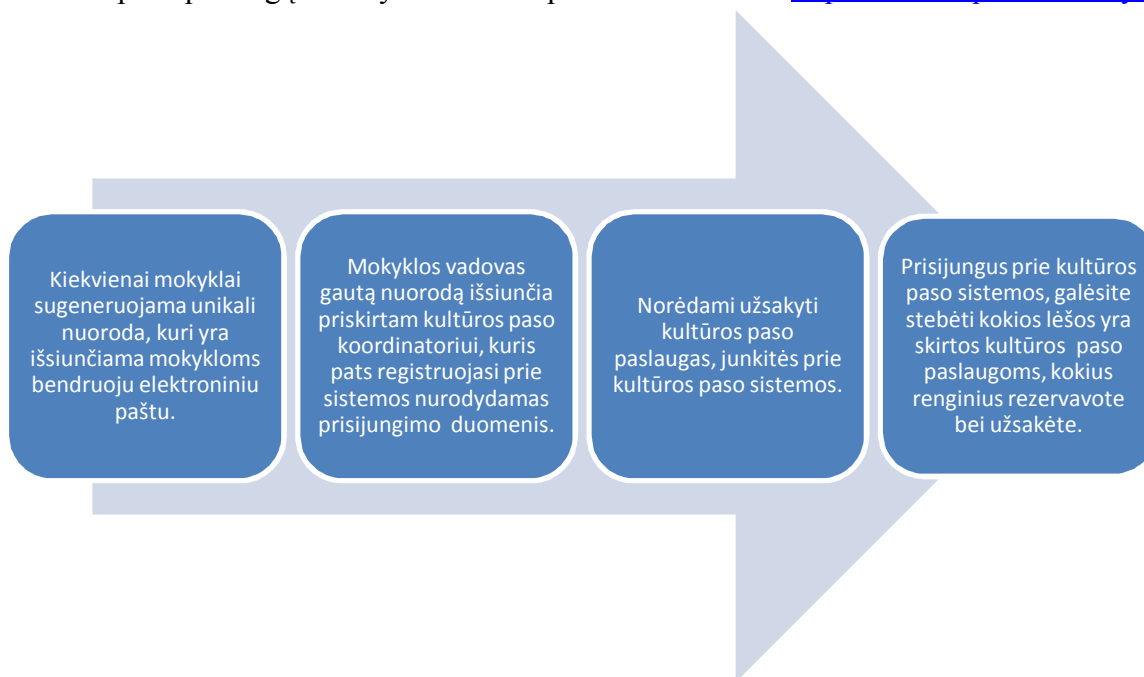 Kiekvienai mokyklai
sugeneruojama unikali
nuoroda, kuri yra
išsiunčiama mokykloms
bendruoju elektroniniu
paštu.
Mokyklos vadovas
gautą nuorodą išsiunčia
priskirtam kultūros paso
koordinatoriui, kuris
pats registruojasi prie
sistemos nurodydamas
prisijungimo duomenis.
Norėdami užsakyti
kultūros paso
paslaugas, junkitės prie
kultūros paso sistemos.
Prisijungus prie kultūros
paso sistemos, galėsite
stebėti kokios lėšos yra
skirtos kultūros paso
paslaugoms, kokius
renginius rezervavote
bei užsakėte.